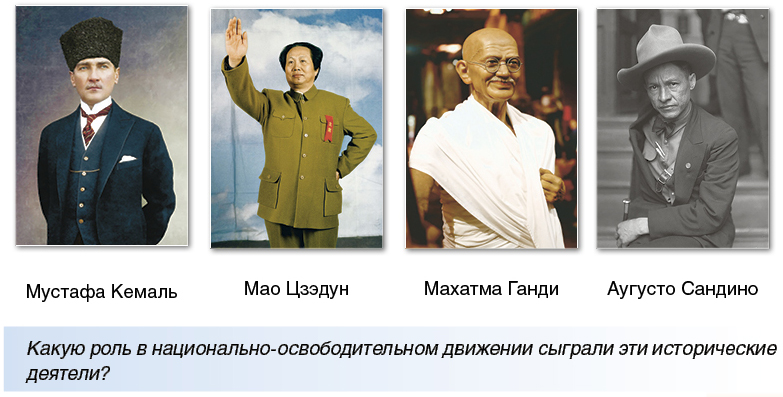 Мустафа Кемаль
Мао Цзэдун
Махатма Ганди
Аугусто Сандино
Какую роль в национально-освободительном движении сыграли эти исторические
деятели?